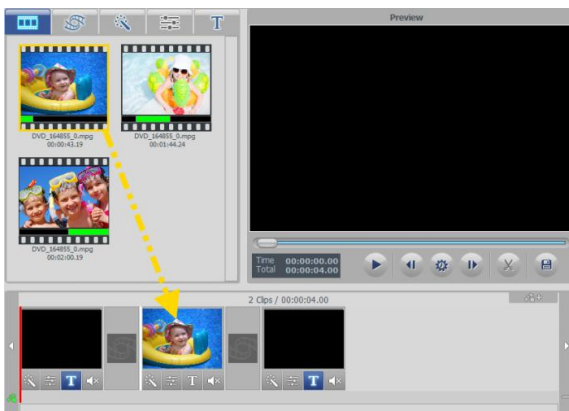 T
Preview
DVD_164855_0.mpg
00:00:43.19
DVD_164855_0.mpg
00:01:44.24
DVD_164855_0.mpg
00:02:00.19
Time 00:00:00.00
Total 00:00:04.00
2 Clips / 00:00:04.00
T
T
T